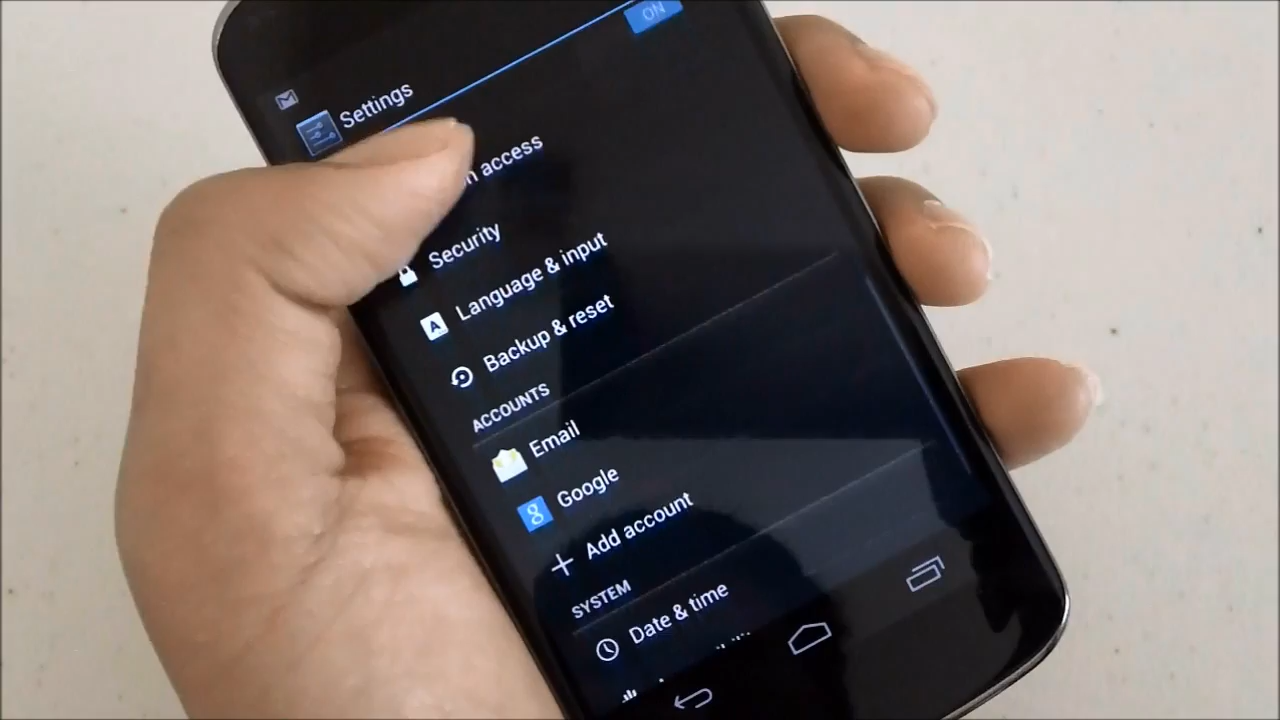 ON
Settings
access
Security
Language & input
Backup & reset
ACCOUNTS
Email
Google
Add account
SYSTEM
Date & time